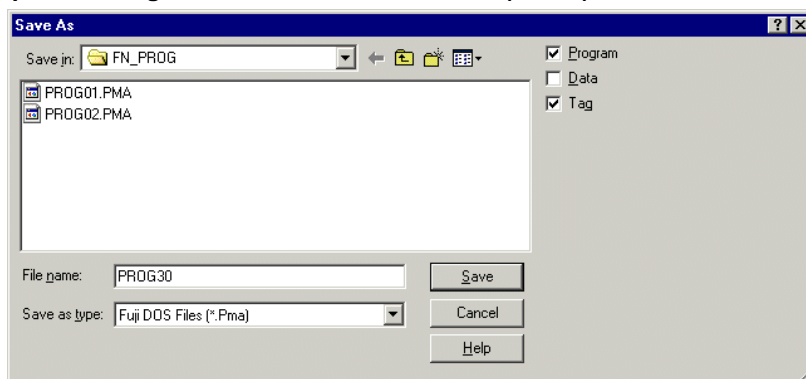 Save As
Save in: FN_PROG
Program
Data
Tag
PROG01.PMA
PROG02.PMA
File name: PROG30
Save
Save as type: Fuji DOS Files (*.Pma)
Cancel
Help